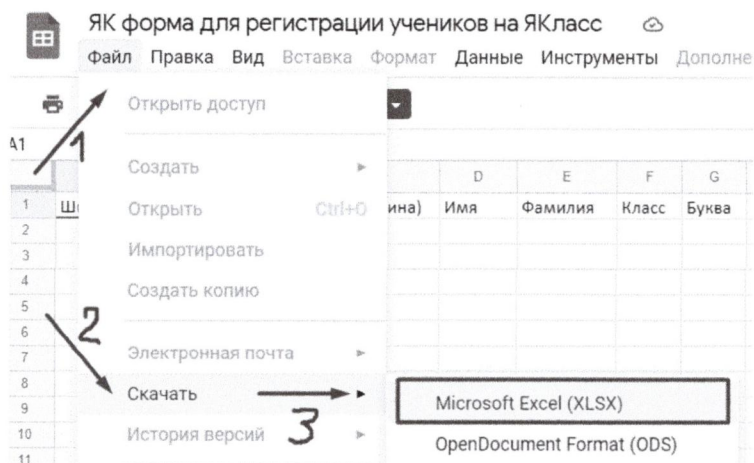 ЯК форма для регистрации учеников на ЯКласс
Файл Правка Вид Вставка Формат Данные Инструменты Дополне
Открыть доступ
1
A1
Создать
D E F G
1 Ш Открыть Ctrl+O ина) Имя Фамилия Класс Буква
2
3 Импортировать
4
Создать копию
5
2
6
7 Электронная почта
8 Скачать
Microsoft Excel (XLSX)
9
3
10 История версий
OpenDocument Format (ODS)
11